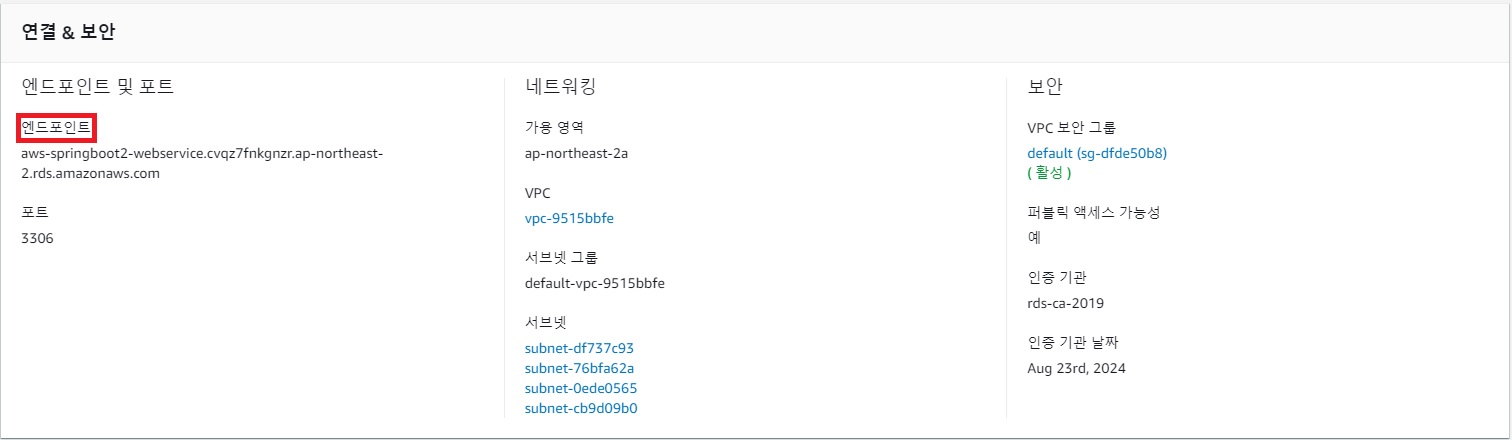 연결 & 보안
엔드포인트 및 포트
엔드포인트
aws-springboot2-webservice.cvqz7fnkgnzr.ap-northeast-
2.rds.amazonaws.com
포트
3306
네트워킹
가용 영역
ap-northeast-2a
VPC
vpc-9515bbfe
서브넷 그룹
default-vpc-9515bbfe
서브넷
subnet-df737c93
subnet-76bfa62a
subnet-0ede0565
subnet-cb9d09b0
보안
VPC 보안 그룹
default (sg-dfde50b8)
( 활성 )
퍼블릭 액세스 가능성
예
인증 기관
rds-ca-2019
인증 기관 날짜
Aug 23rd, 2024